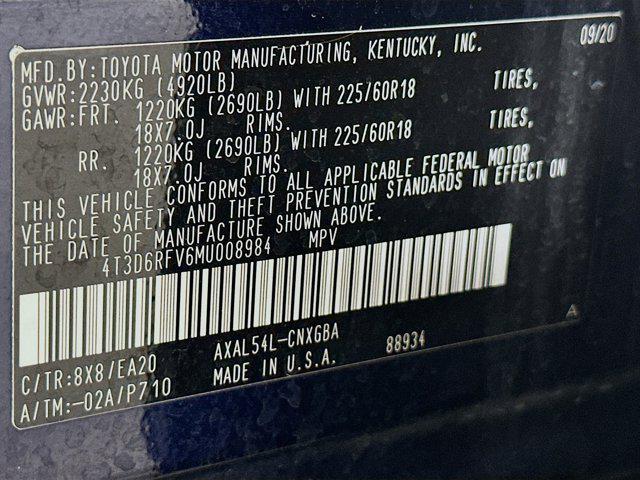 MFD.BY:TOYOTA MOTOR MANUFACTURING, KENTUCKY, INC. 09/20
GVWR:2230KG (4920LB)
GAWR:FRT. 1220KG (2690LB) WITH 225/60R18 TIRES,
18X7.0J RIMS.
RR. 1220KG (2690LB) WITH 225/60R18 TIRES,
18X7.0J RIMS.
THIS VEHICLE CONFORMS TO ALL APPLICABLE FEDERAL MOTOR
VEHICLE SAFETY AND THEFT PREVENTION STANDARDS IN EFFECT ON
THE DATE OF MANUFACTURE SHOWN ABOVE.
4T3D6RFV6MU008984 MPV
A
C/TR:8X8/EA20 AXAL54L-CNXGBA 88934
A/TM:-02A/P710 MADE IN U.S.A.